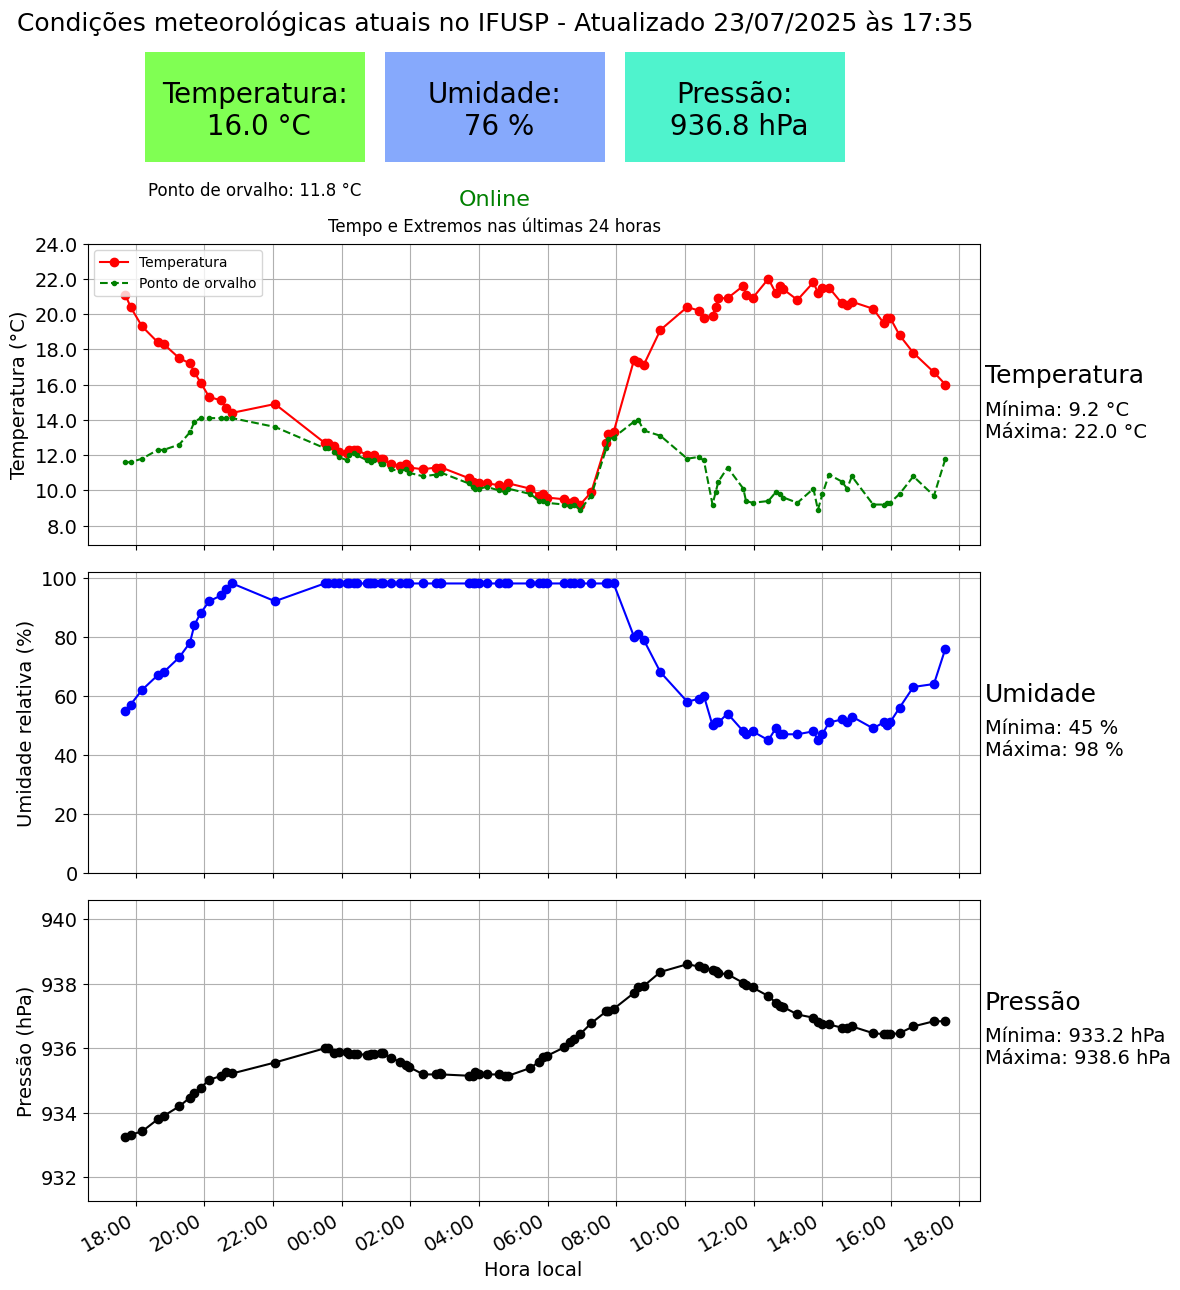 Condições meteorológicas atuais no IFUSP - Atualizado 23/07/2025 às 17:35
Temperatura:
16.0 °C
Umidade:
76 %
Pressão:
936.8 hPa
Ponto de orvalho: 11.8 °C
Online
Tempo e Extremos nas últimas 24 horas
Temperatura (°C)
24.0
22.0
20.0
18.0
16.0
14.0
12.0
10.0
8.0
Temperatura
Ponto de orvalho
Temperatura
Mínima: 9.2 °C
Máxima: 22.0 °C
Umidade relativa (%)
100
80
60
40
20
0
Umidade
Mínima: 45 %
Máxima: 98 %
Pressão (hPa)
940
938
936
934
932
Pressão
Mínima: 933.2 hPa
Máxima: 938.6 hPa
18:00 20:00 22:00 00:00 02:00 04:00 06:00 08:00 10:00 12:00 14:00 16:00 18:00
Hora local